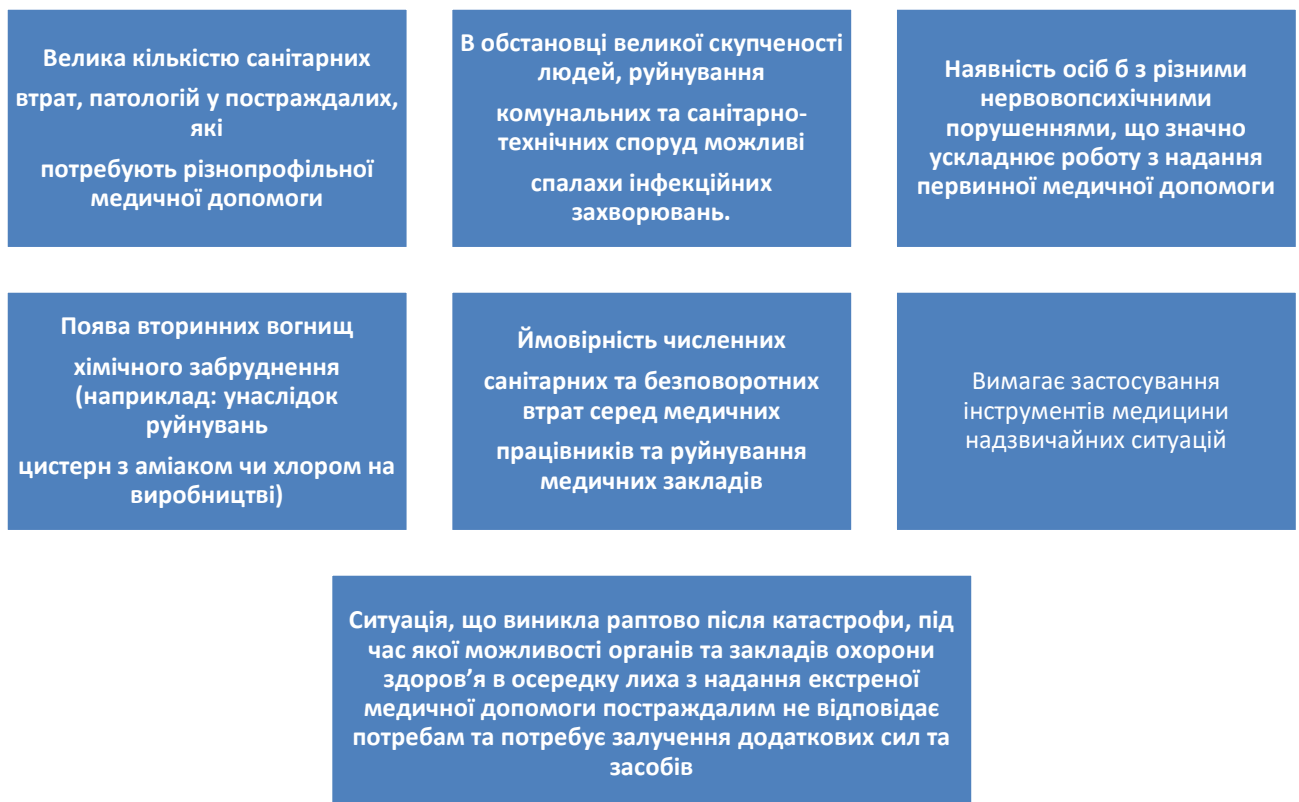 Велика кількістю санітарних
втрат, патологій у постраждалих,
які
потребують різнопрофільної
медичної допомоги
В обстановці великої скупченості
людей, руйнування
комунальних та санітарно-
технічних споруд можливі
спалахи інфекційних
захворювань.
Наявність осіб б з різними
нервовопсихічними
порушеннями, що значно
ускладнює роботу з надання
первинної медичної допомоги
Поява вторинних вогнищ
хімічного забруднення
(наприклад: унаслідок
руйнувань
цистерн з аміаком чи хлором на
виробництві)
Ймовірність численних
санітарних та безповоротних
втрат серед медичних
працівників та руйнування
медичних закладів
Вимагає застосування
інструментів медицини
надзвичайних ситуацій
Ситуація, що виникла раптово після катастрофи, під
час якої можливості органів та закладів охорони
здоров’я в осередку лиха з надання екстреної
медичної допомоги постраждалим не відповідає
потребам та потребує залучення додаткових сил та
засобів